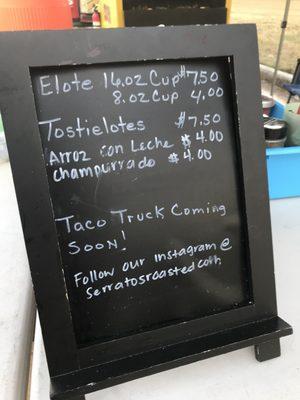 Elote 16oz Cup $7.50
8.oz Cup 4.00
Tostielotes $7.50
Arroz con Leche $4.00
Champurrado $4.00
Taco Truck Coming
Soon!
Follow our Instagram @